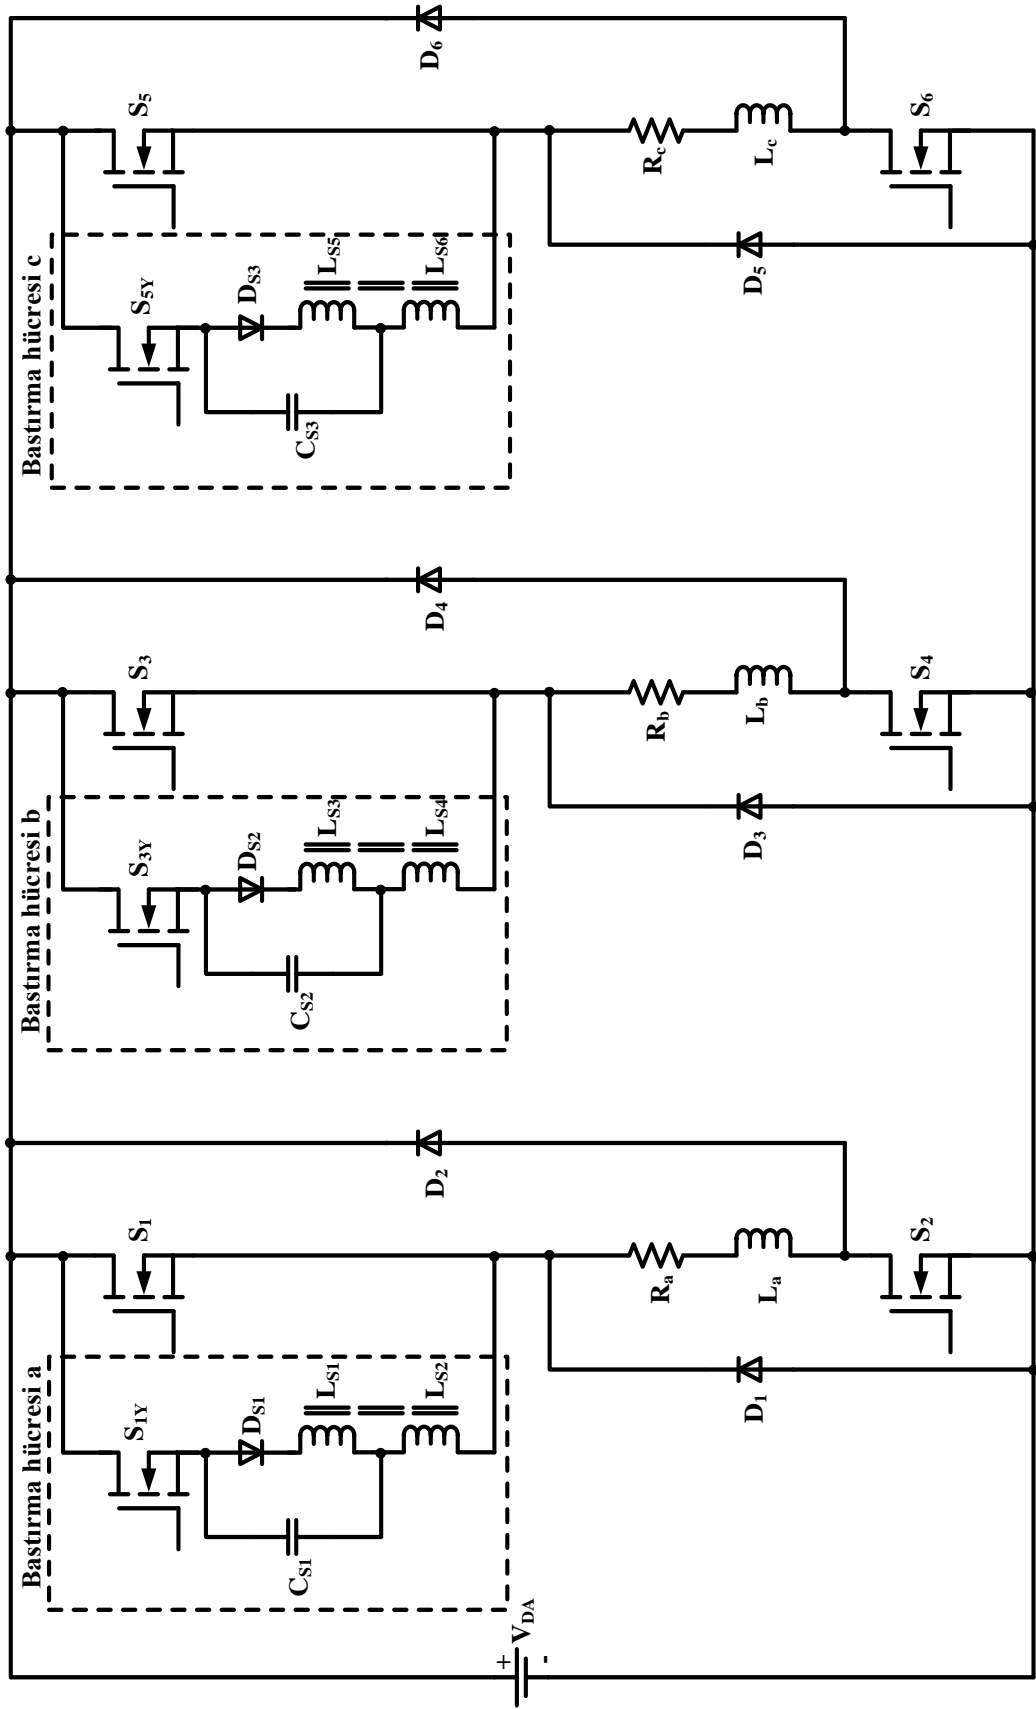 Bastırma hücresi a
S1Y
S1
DS1
CS1
LS1
LS2
+
VDA
-
D2
D1
Ra
La
S2
Bastırma hücresi b
S3Y
S3
DS2
CS2
LS3
LS4
D4
D3
Rb
Lb
S4
Bastırma hücresi c
S5Y
S5
DS3
CS3
LS5
LS6
D6
D5
Rc
Lc
S6